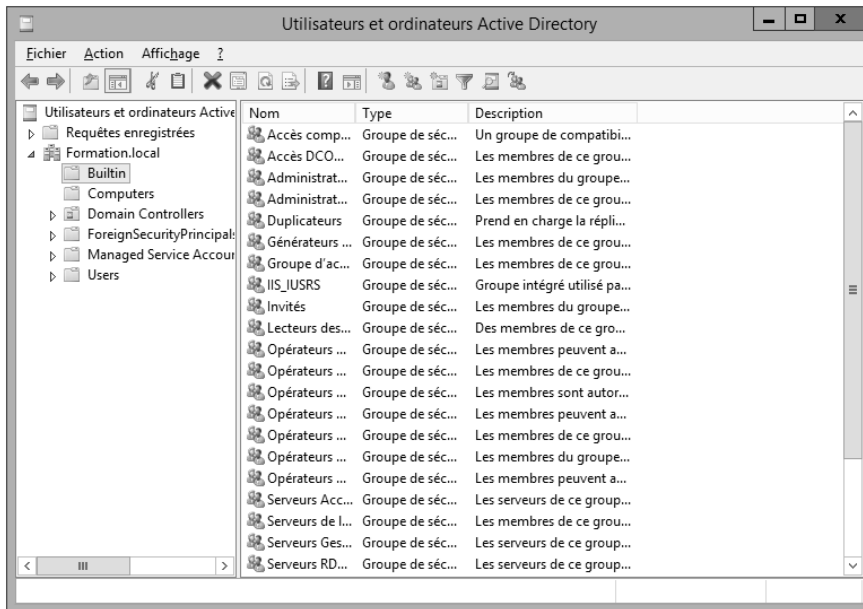 Utilisateurs et ordinateurs Active Directory
Fichier Action Affichage ?
Utilisateurs et ordinateurs Active
Requêtes enregistrées
Formation.local
Builtin
Computers
Domain Controllers
ForeignSecurityPrincipals
Managed Service Accoun
Users
Nom Type Description
Accès comp... Groupe de séc... Un groupe de compatibi...
Accès DCO... Groupe de séc... Les membres de ce grou...
Administrat... Groupe de séc... Les membres du groupe...
Administrat... Groupe de séc... Les membres de ce grou...
Duplicateurs Groupe de séc... Prend en charge la répli...
Générateurs ... Groupe de séc... Les membres de ce grou...
Groupe d'ac... Groupe de séc... Les membres de ce grou...
IIS_IUSRS Groupe de séc... Groupe intégré utilisé pa...
Invités Groupe de séc... Les membres du groupe...
Lecteurs des... Groupe de séc... Des membres de ce gro...
Opérateurs ... Groupe de séc... Les membres peuvent a...
Opérateurs ... Groupe de séc... Les membres de ce grou...
Opérateurs ... Groupe de séc... Les membres sont autor...
Opérateurs ... Groupe de séc... Les membres peuvent a...
Opérateurs ... Groupe de séc... Les membres de ce grou...
Opérateurs ... Groupe de séc... Les membres du groupe...
Opérateurs ... Groupe de séc... Les membres peuvent a...
Serveurs Acc... Groupe de séc... Les serveurs de ce group...
Serveurs de l... Groupe de séc... Les membres de ce grou...
Serveurs Ges... Groupe de séc... Les serveurs de ce group...
Serveurs RD... Groupe de séc... Les serveurs de ce group...